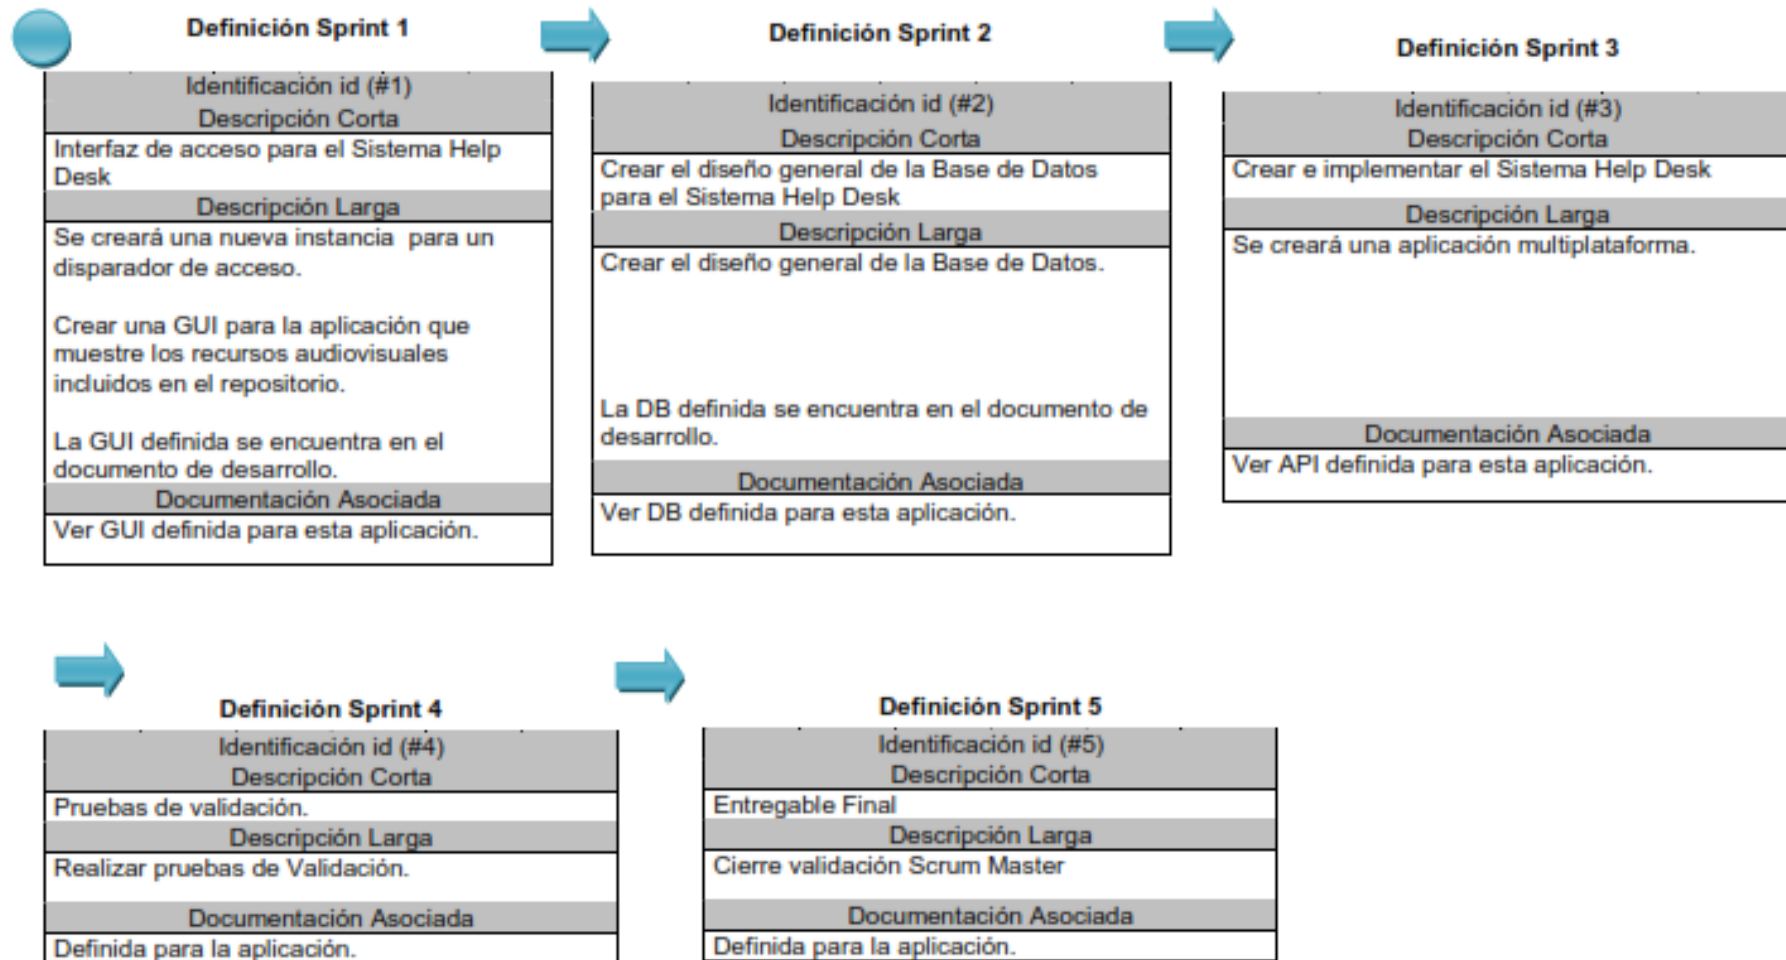 Definición Sprint 1
Identificación id (#1)
Descripción Corta
Interfaz de acceso para el Sistema Help
Desk
Descripción Larga
Se creará una nueva instancia para un
disparador de acceso.
Crear una GUI para la aplicación que
muestre los recursos audiovisuales
incluidos en el repositorio.
La GUI definida se encuentra en el
documento de desarrollo.
Documentación Asociada
Ver GUI definida para esta aplicación.
Definición Sprint 2
Identificación id (#2)
Descripción Corta
Crear el diseño general de la Base de Datos
para el Sistema Help Desk
Descripción Larga
Crear el diseño general de la Base de Datos.
La DB definida se encuentra en el documento de
desarrollo.
Documentación Asociada
Ver DB definida para esta aplicación.
Definición Sprint 3
Identificación id (#3)
Descripción Corta
Crear e implementar el Sistema Help Desk
Descripción Larga
Se creará una aplicación multiplataforma.
Documentación Asociada
Ver API definida para esta aplicación.
Definición Sprint 4
Identificación id (#4)
Descripción Corta
Pruebas de validación.
Descripción Larga
Realizar pruebas de Validación.
Documentación Asociada
Definida para la aplicación.
Definición Sprint 5
Identificación id (#5)
Descripción Corta
Entregable Final
Descripción Larga
Cierre validación Scrum Master
Documentación Asociada
Definida para la aplicación.